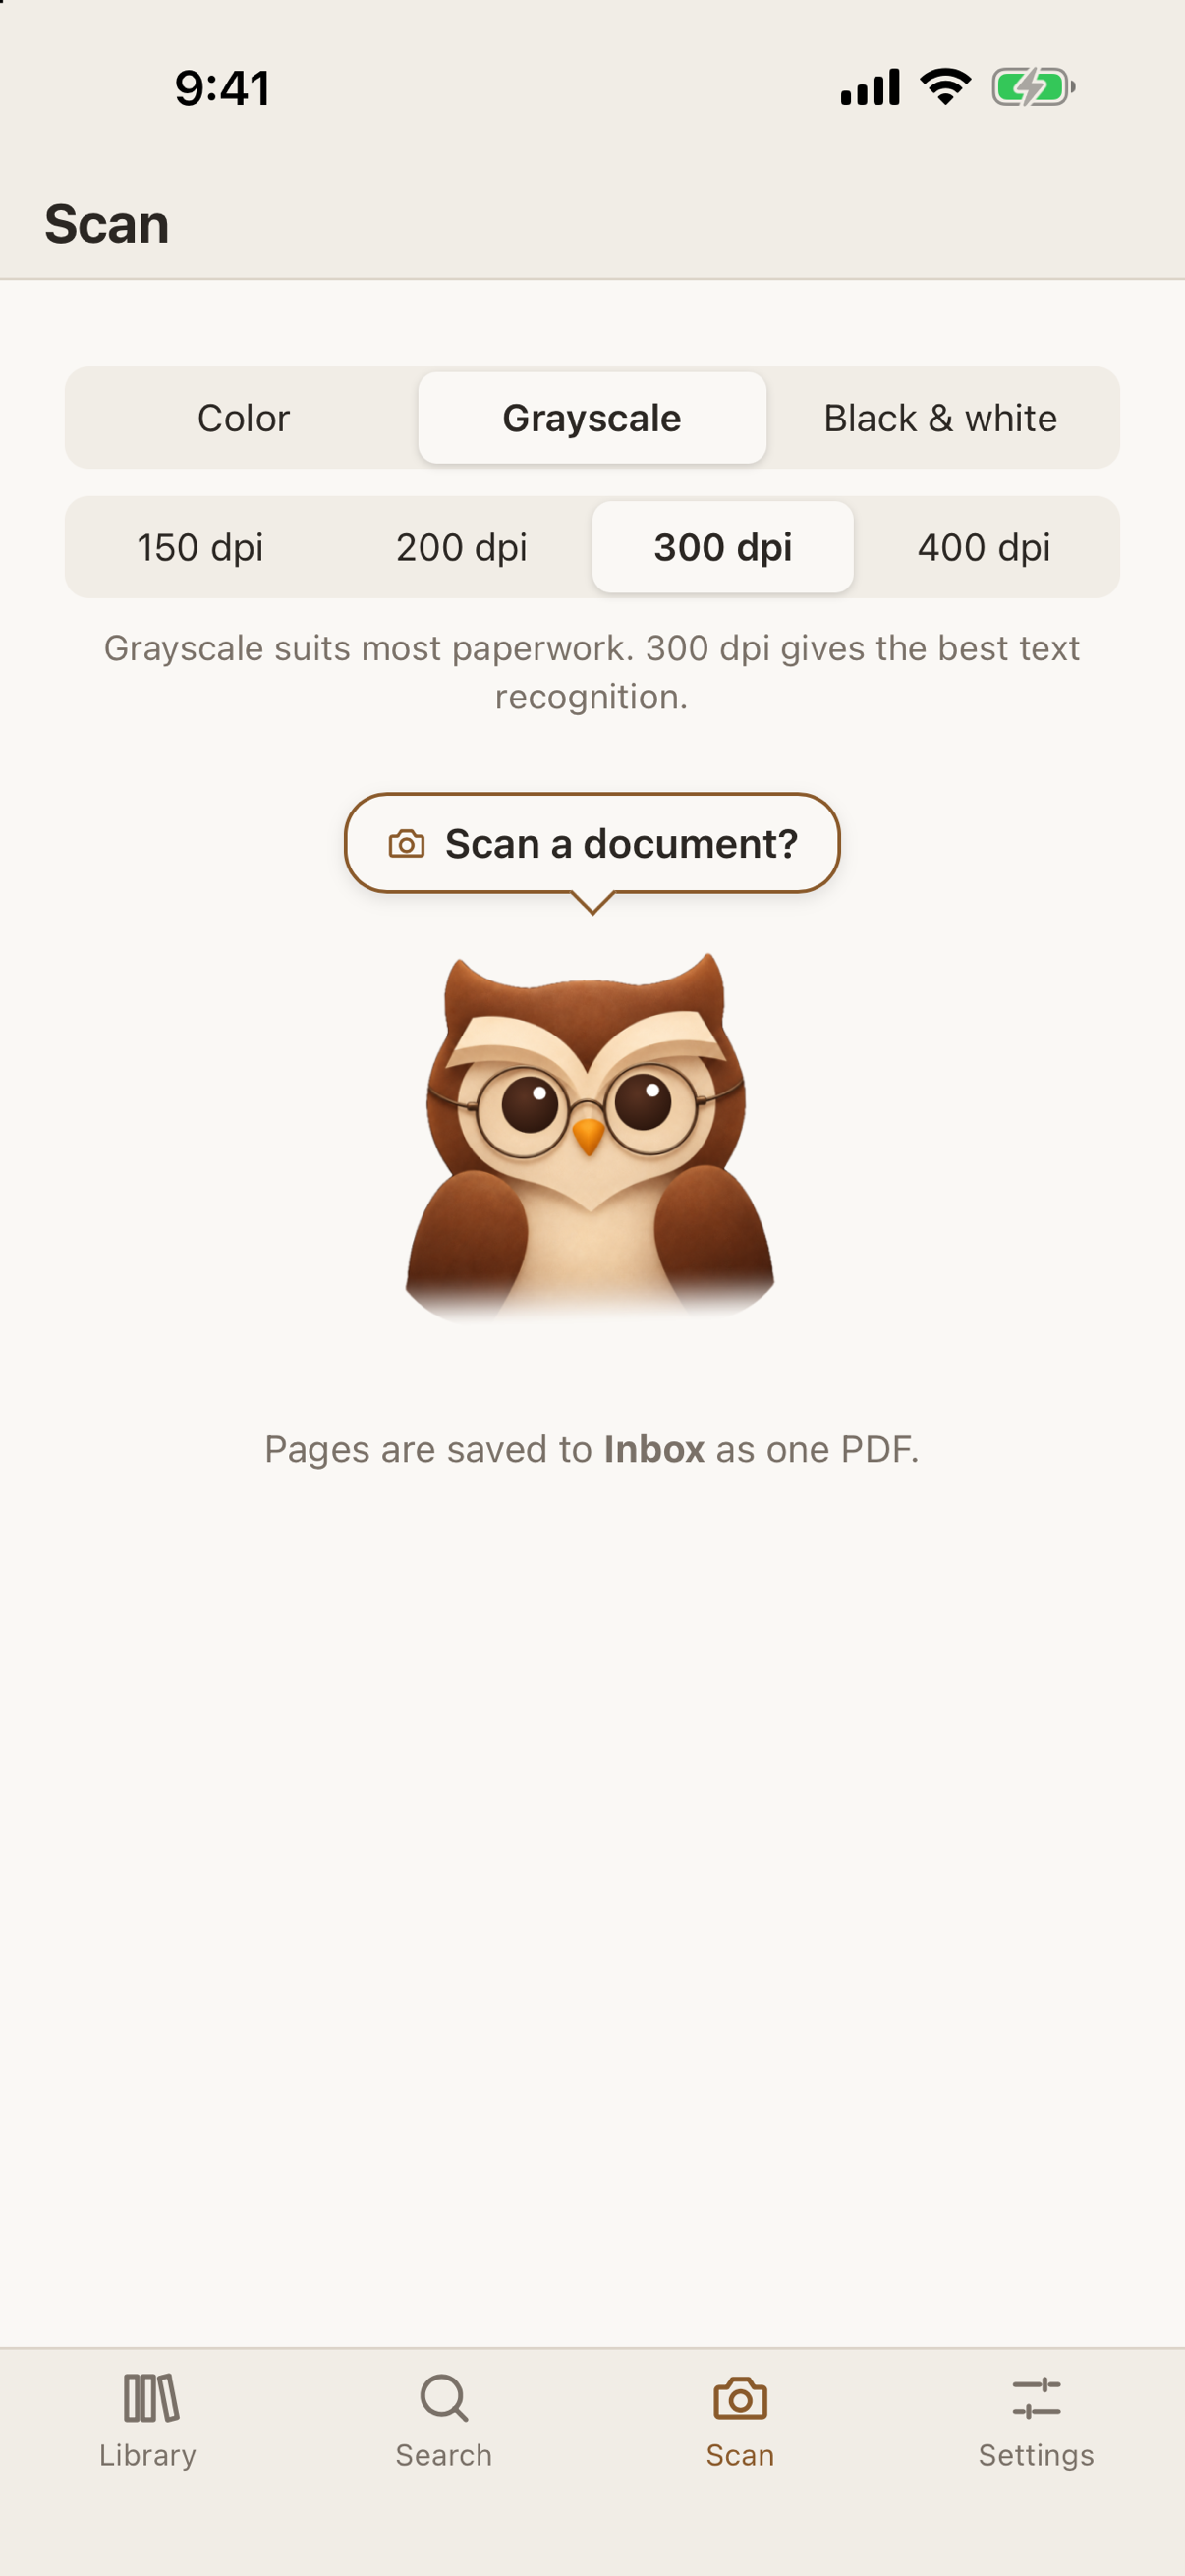 9:41
Scan
Color Grayscale Black & white
150 dpi 200 dpi 300 dpi 400 dpi
Grayscale suits most paperwork. 300 dpi gives the best text
recognition.
Scan a document?
Pages are saved to Inbox as one PDF.
Library Search Scan Settings